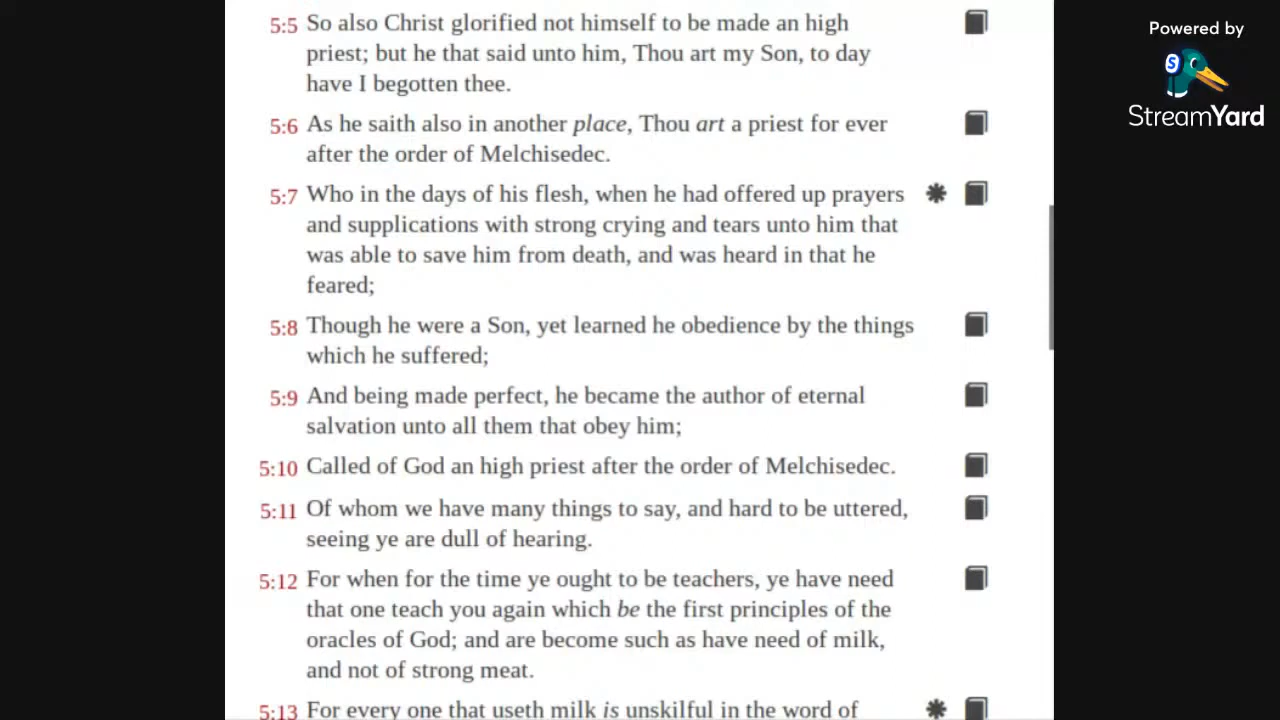 5:5 So also Christ glorified not himself to be made an high
priest; but he that said unto him, Thou art my Son, to day
have I begotten thee.
5:6 As he saith also in another place, Thou art a priest for ever
after the order of Melchisedec.
5:7 Who in the days of his flesh, when he had offered up prayers
and supplications with strong crying and tears unto him that
was able to save him from death, and was heard in that he
feared;
5:8 Though he were a Son, yet learned he obedience by the things
which he suffered;
5:9 And being made perfect, he became the author of eternal
salvation unto all them that obey him;
5:10 Called of God an high priest after the order of Melchisedec.
5:11 Of whom we have many things to say, and hard to be uttered,
seeing ye are dull of hearing.
5:12 For when for the time ye ought to be teachers, ye have need
that one teach you again which be the first principles of the
oracles of God; and are become such as have need of milk,
and not of strong meat.
5:13 For every one that useth milk is unskilful in the word of
Powered by
S
StreamYard